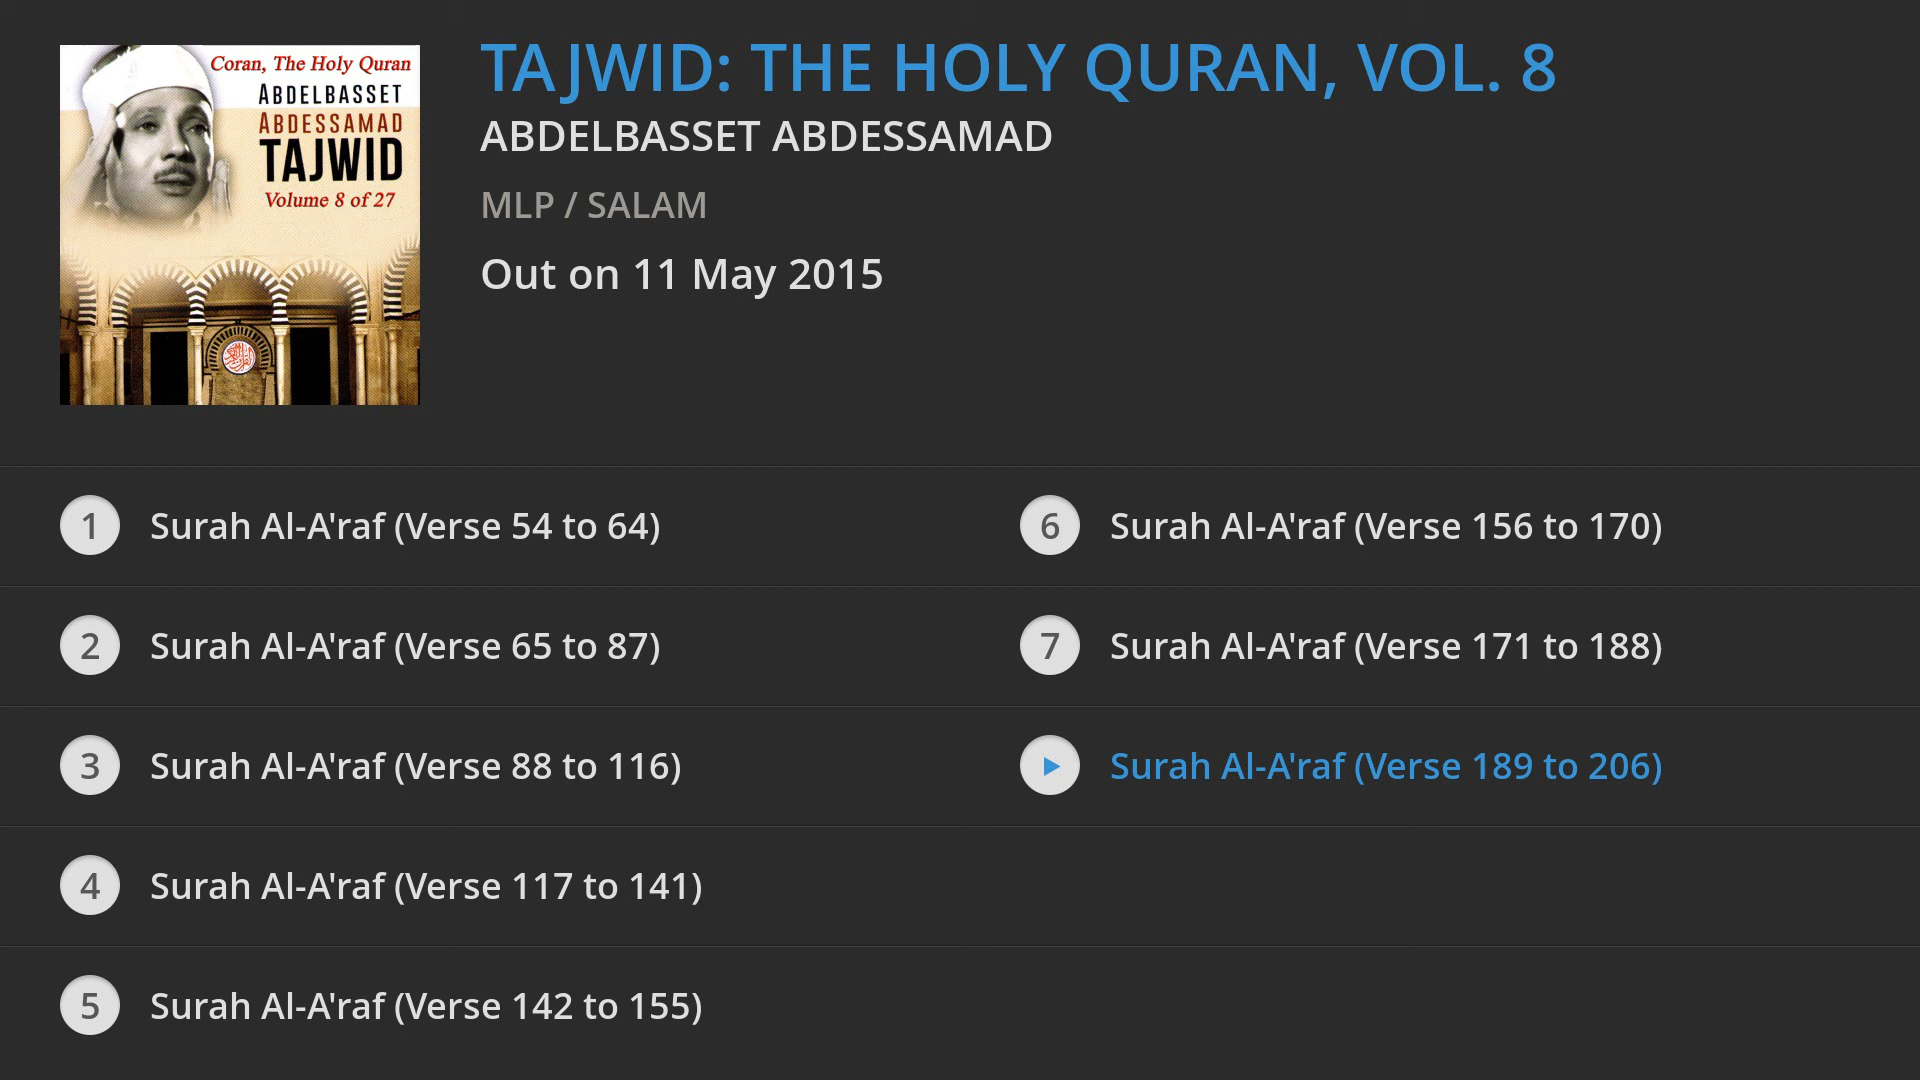 Coran, The Holy Quran
ABDELBASSET
ABDESSAMAD
TAJWID
Volume 8 of 27
TAJWID: THE HOLY QURAN, VOL. 8
ABDELBASSET ABDESSAMAD
MLP / SALAM
Out on 11 May 2015
1 Surah Al-A'raf (Verse 54 to 64)
2 Surah Al-A'raf (Verse 65 to 87)
3 Surah Al-A'raf (Verse 88 to 116)
4 Surah Al-A'raf (Verse 117 to 141)
5 Surah Al-A'raf (Verse 142 to 155)
6 Surah Al-A'raf (Verse 156 to 170)
7 Surah Al-A'raf (Verse 171 to 188)
Surah Al-A'raf (Verse 189 to 206)